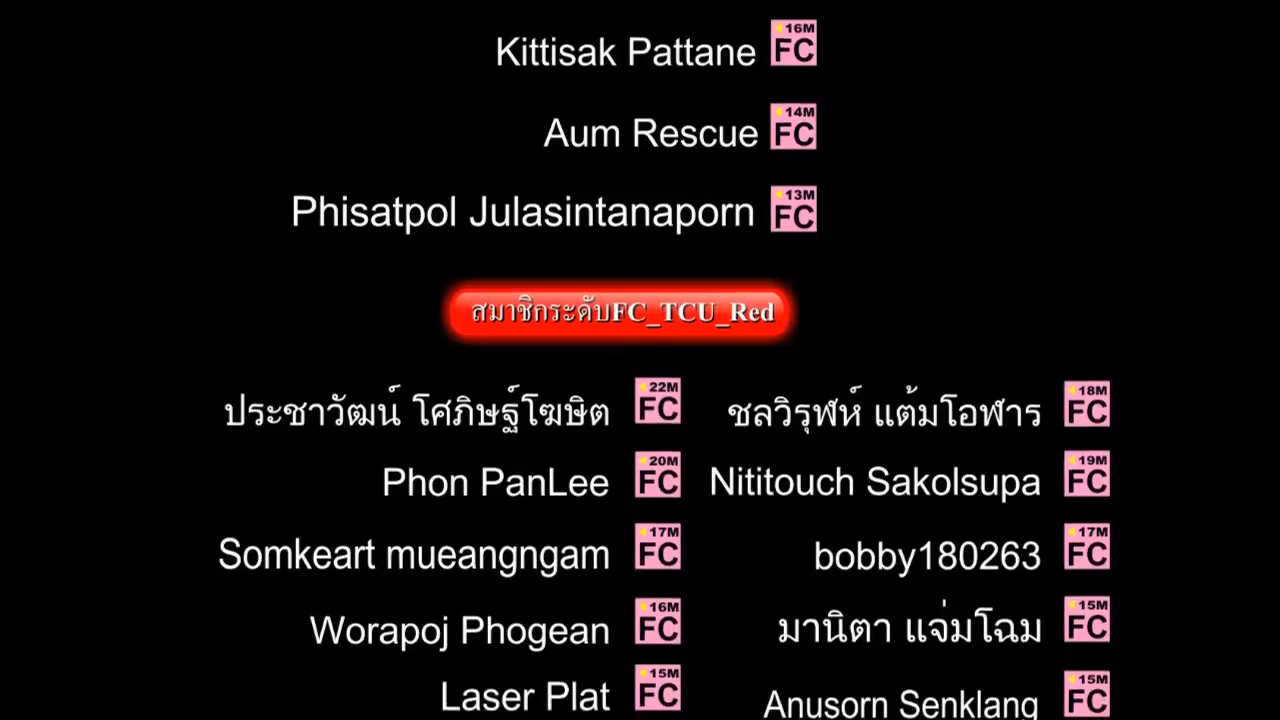 Kittisak Pattane 16M FC
Aum Rescue 14M FC
Phisatpol Julasintanaporn 13M FC
สมาชิกระดับFC_TCU_Red
ประชาวัฒน์ โศภิษฐ์โฆษิต 22M FC ชลวิรุฬห์ แต้มโอฬาร 18M FC
Phon PanLee 20M FC Nititouch Sakolsupa 19M FC
Somkeart mueangngam 17M FC bobby180263 17M FC
Worapoj Phogean 16M FC มานิตา แจ่มโฉม 15M FC
Laser Plat 15M FC Anusorn Senklang 15M FC